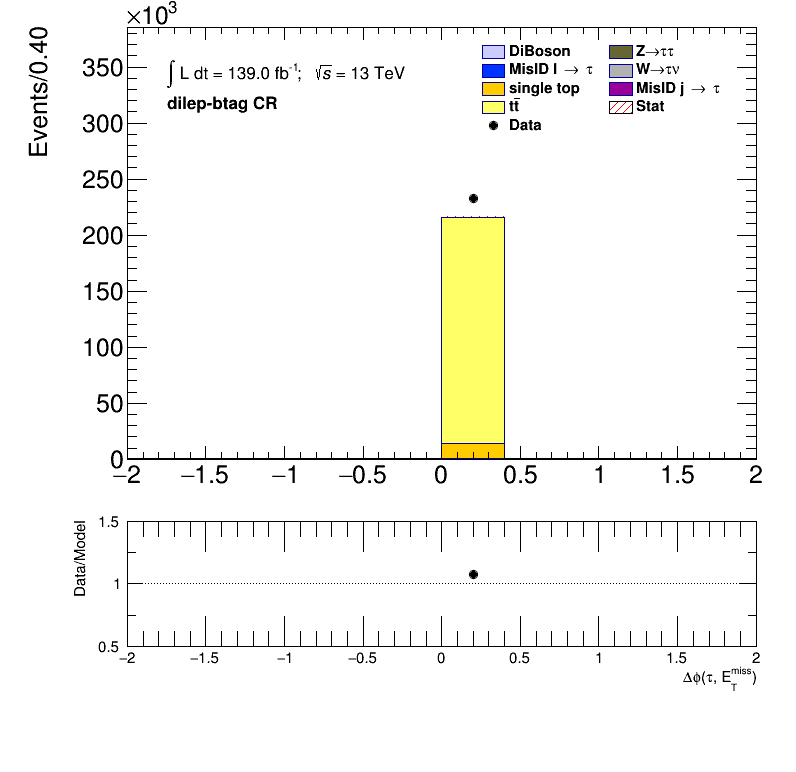 ×10³
Events/0.40
350
300
250
200
150
100
50
0
∫ L dt = 139.0 fb⁻¹; √s = 13 TeV
dilep-btag CR
DiBoson
MisID l → τ
single top
tt̄
Data
Z→ττ
W→τν
MisID j → τ
Stat
−2 −1.5 −1 −0.5 0 0.5 1 1.5 2
Data/Model
1.5
1
0.5
−2 −1.5 −1 −0.5 0 0.5 1 1.5 2
Δϕ(τ, E_T^miss)